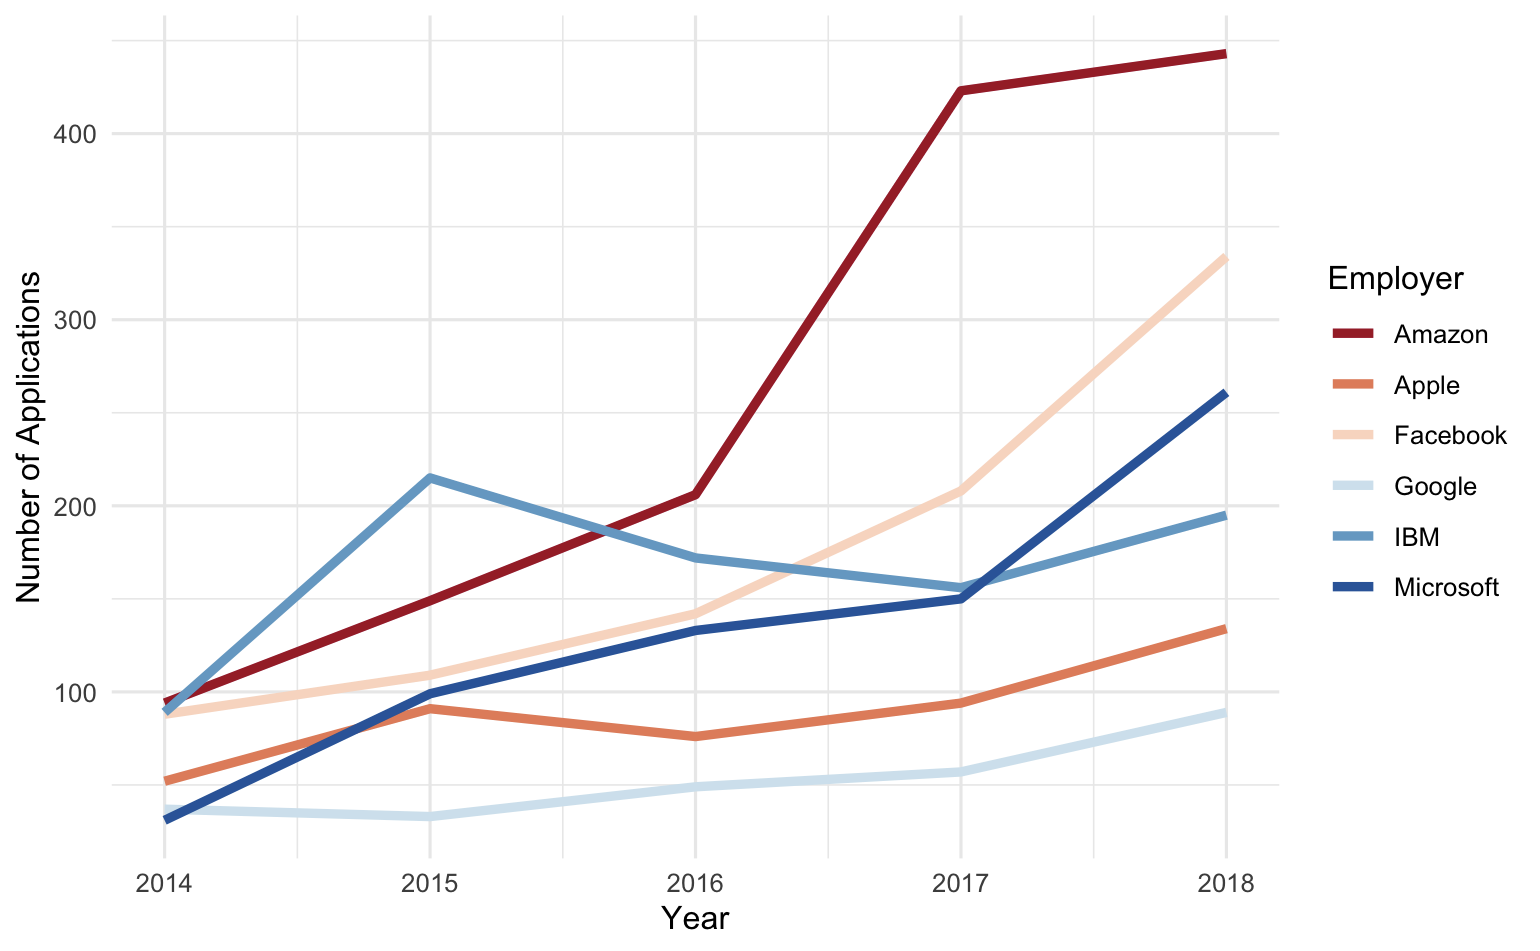 Number of Applications
400
300
200
100
2014 2015 2016 2017 2018
Year
Employer
Amazon
Apple
Facebook
Google
IBM
Microsoft